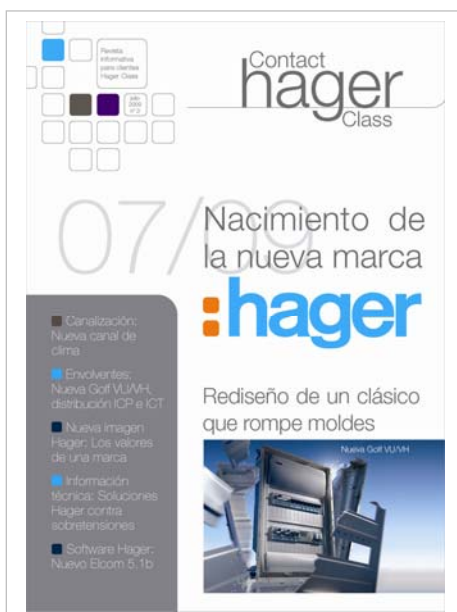 Revista
informativa
para clientes
Hager Class
julio
2009
nº 2
Contact
hager
Class
07/09
Nacimiento de
la nueva marca
:hager
Canalización:
Nueva canal de
clima
Envolventes:
Nueva Golf VU/VH,
distribución ICP e ICT
Nueva imagen
Hager: Los valores
de una marca
Información
técnica: Soluciones
Hager contra
sobretensiones
Software Hager:
Nuevo Elcom 5.1b
Rediseño de un clásico
que rompe moldes
Nueva Golf VU/VH